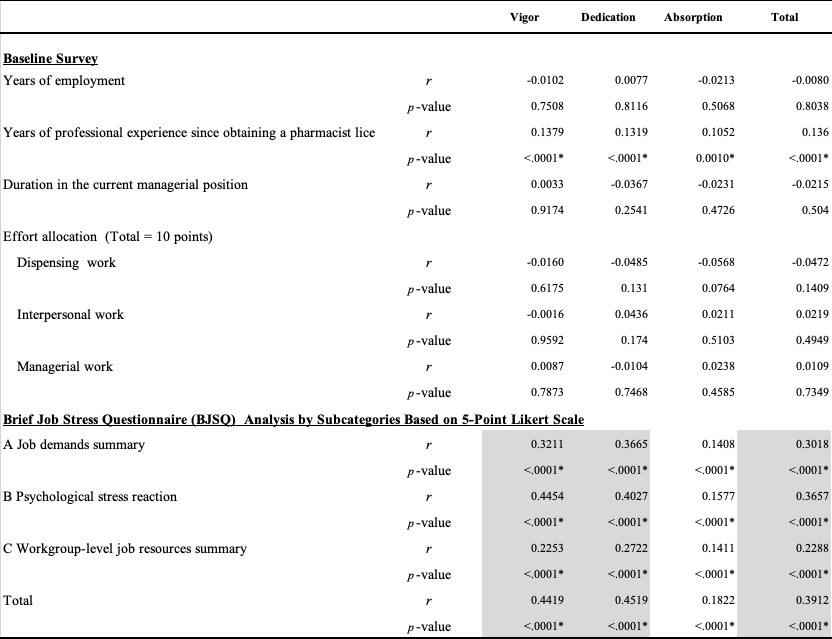 Vigor Dedication Absorption Total
Baseline Survey
Years of employment r -0.0102 0.0077 -0.0213 -0.0080
p-value 0.7508 0.8116 0.5068 0.8038
Years of professional experience since obtaining a pharmacist lice r 0.1379 0.1319 0.1052 0.136
p-value <.0001* <.0001* 0.0010* <.0001*
Duration in the current managerial position r 0.0033 -0.0367 -0.0231 -0.0215
p-value 0.9174 0.2541 0.4726 0.504
Effort allocation (Total = 10 points)
Dispensing work r -0.0160 -0.0485 -0.0568 -0.0472
p-value 0.6175 0.131 0.0764 0.1409
Interpersonal work r -0.0016 0.0436 0.0211 0.0219
p-value 0.9592 0.174 0.5103 0.4949
Managerial work r 0.0087 -0.0104 0.0238 0.0109
p-value 0.7873 0.7468 0.4585 0.7349
Brief Job Stress Questionnaire (BJSQ) Analysis by Subcategories Based on 5-Point Likert Scale
A Job demands summary r 0.3211 0.3665 0.1408 0.3018
p-value <.0001* <.0001* <.0001* <.0001*
B Psychological stress reaction r 0.4454 0.4027 0.1577 0.3657
p-value <.0001* <.0001* <.0001* <.0001*
C Workgroup-level job resources summary r 0.2253 0.2722 0.1411 0.2288
p-value <.0001* <.0001* <.0001* <.0001*
Total r 0.4419 0.4519 0.1822 0.3912
p-value <.0001* <.0001* <.0001* <.0001*